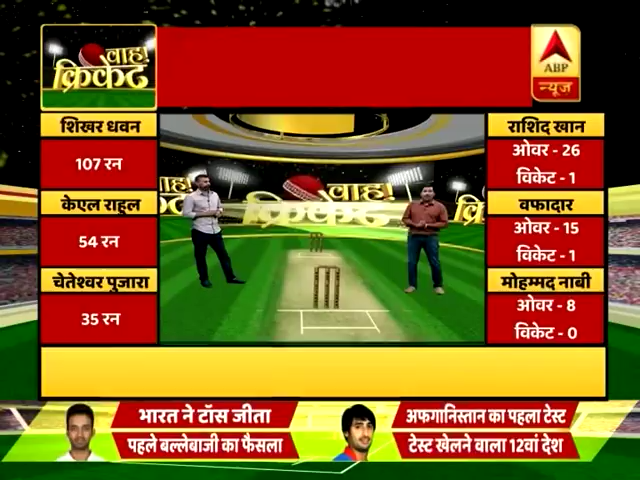 वाह!
क्रिकेट
ABP
न्यूज़
शिखर धवन
107 रन
केएल राहुल
54 रन
चेतेश्वर पुजारा
35 रन
वाह!
वाह!
क्रिकेट
राशिद खान
ओवर - 26
विकेट - 1
वफादार
ओवर - 15
विकेट - 1
मोहम्मद नाबी
ओवर - 8
विकेट - 0
भारत ने टॉस जीता
पहले बल्लेबाजी का फैसला
अफगानिस्तान का पहला टेस्ट
टेस्ट खेलने वाला 12वां देश